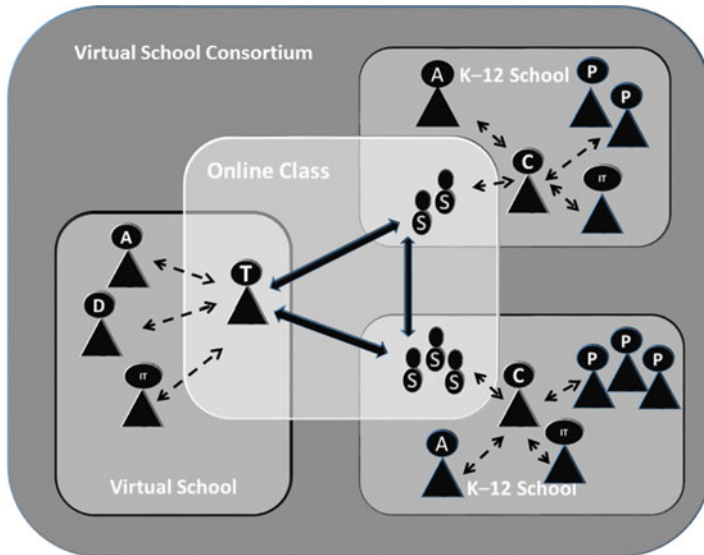 Virtual School Consortium
K–12 School
A
P
P
C
IT
Online Class
S
S
A
T
D
IT
Virtual School
S
S
S
C
P
P
P
A
IT
K–12 School